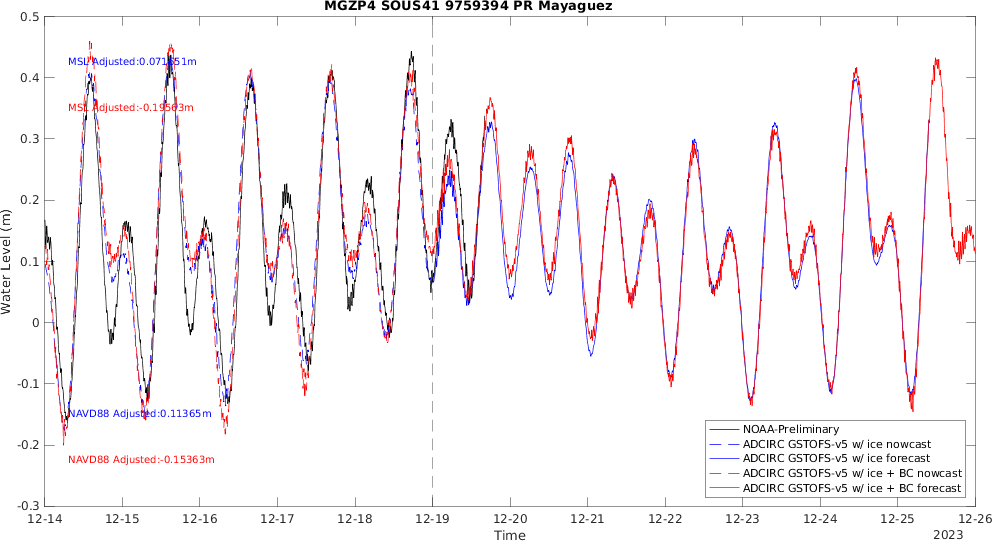 MGZP4 SOUS41 9759394 PR Mayaguez
0.5
0.4
0.3
0.2
0.1
0
-0.1
-0.2
-0.3
Water Level (m)
MSL Adjusted:0.071651m
MSL Adjusted:-0.19563m
NAVD88 Adjusted:0.11365m
NAVD88 Adjusted:-0.15363m
NOAA-Preliminary
ADCIRC GSTOFS-v5 w/ ice nowcast
ADCIRC GSTOFS-v5 w/ ice forecast
ADCIRC GSTOFS-v5 w/ ice + BC nowcast
ADCIRC GSTOFS-v5 w/ ice + BC forecast
12-14 12-15 12-16 12-17 12-18 12-19 12-20 12-21 12-22 12-23 12-24 12-25 12-26
Time
2023